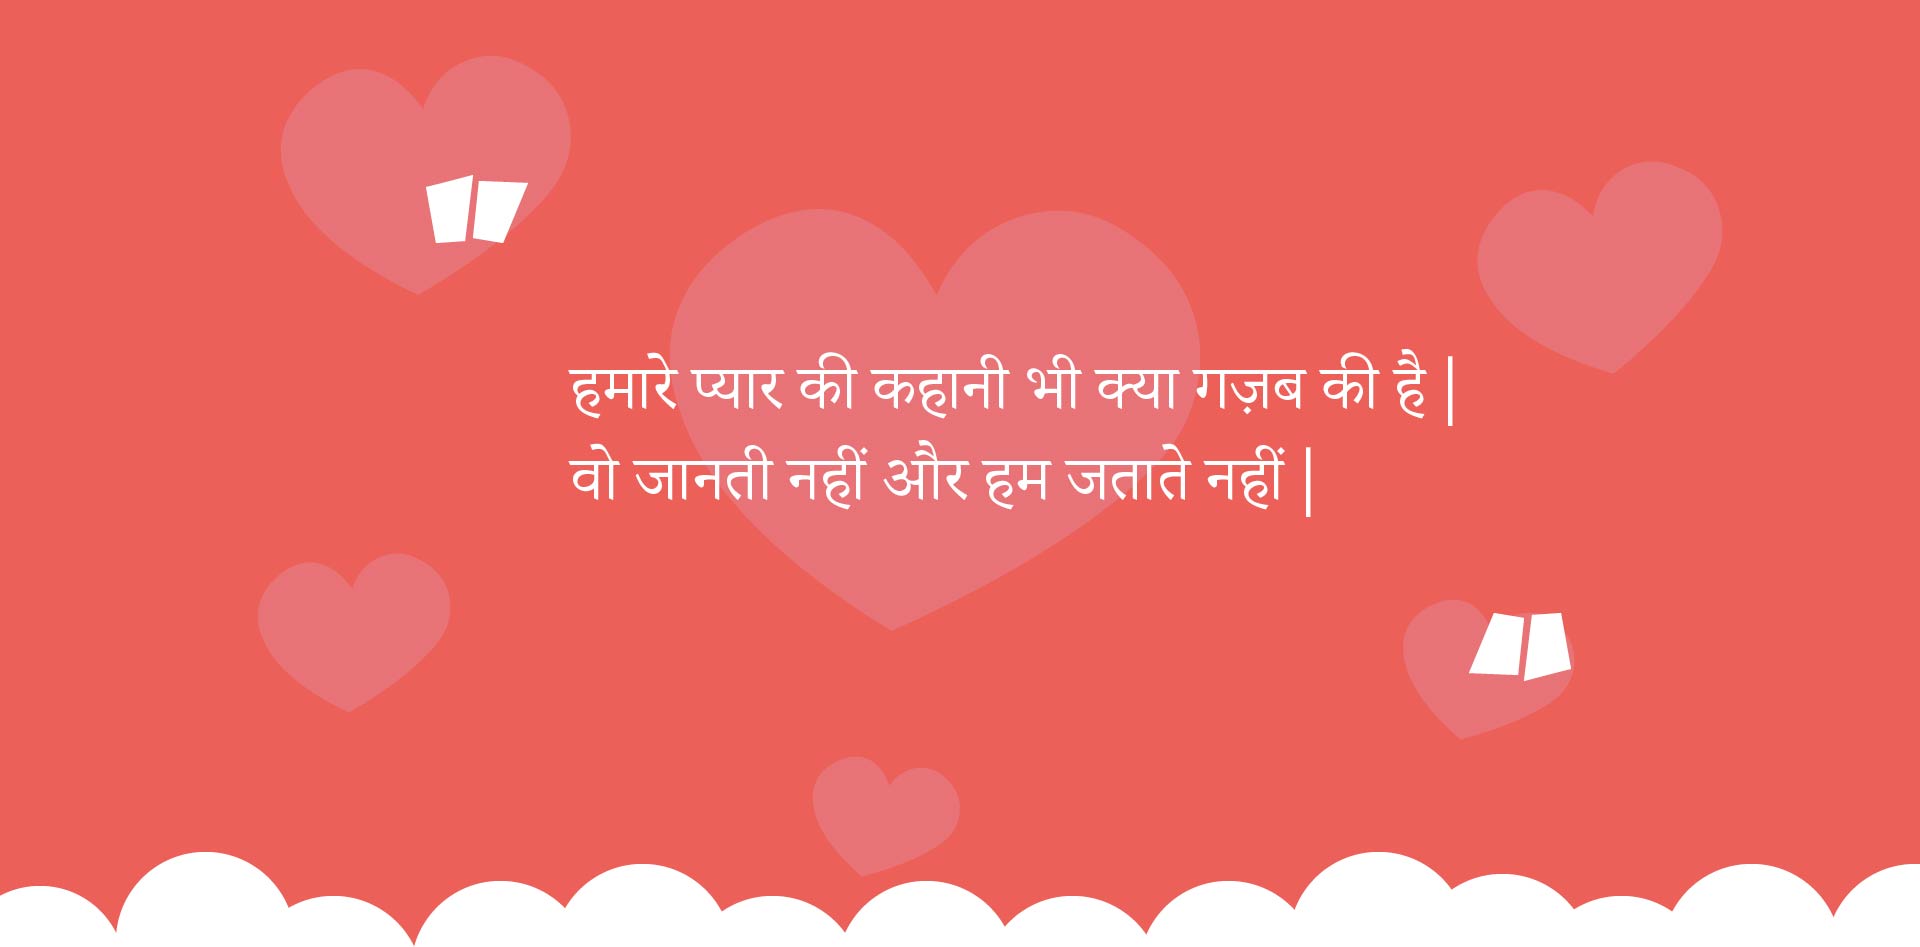 हमारे प्यार की कहानी भी क्या गज़ब की है |
वो जानती नहीं और हम जताते नहीं |